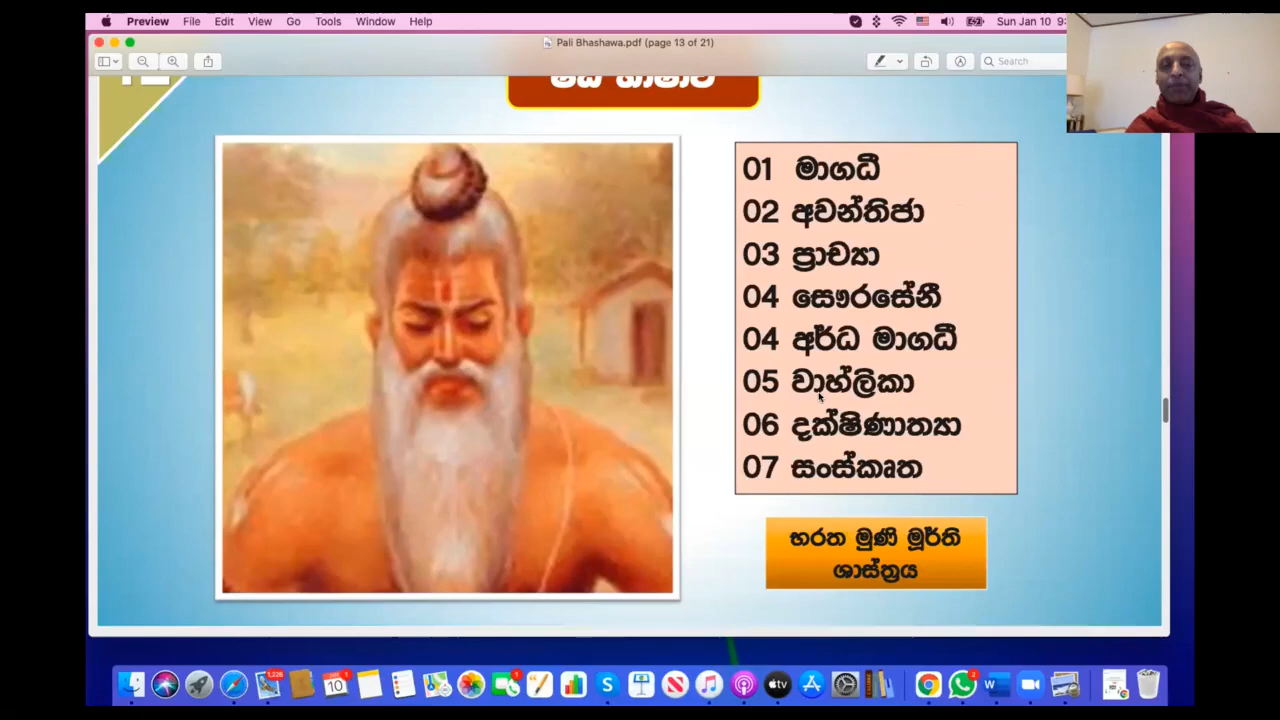 Preview File Edit View Go Tools Window Help
Sun Jan 10 9:
Pali Bhashawa.pdf (page 13 of 21)
Search
01 මාගධී
02 අවන්තිජා
03 ප්‍රාච්‍යා
04 සෞරසේනී
04 අර්ධ මාගධී
05 වාහ්ලිකා
06 දක්ෂිණාත්‍යා
07 සංස්කෘත
භරත මුණි මූර්ති
ශාස්ත්‍රය